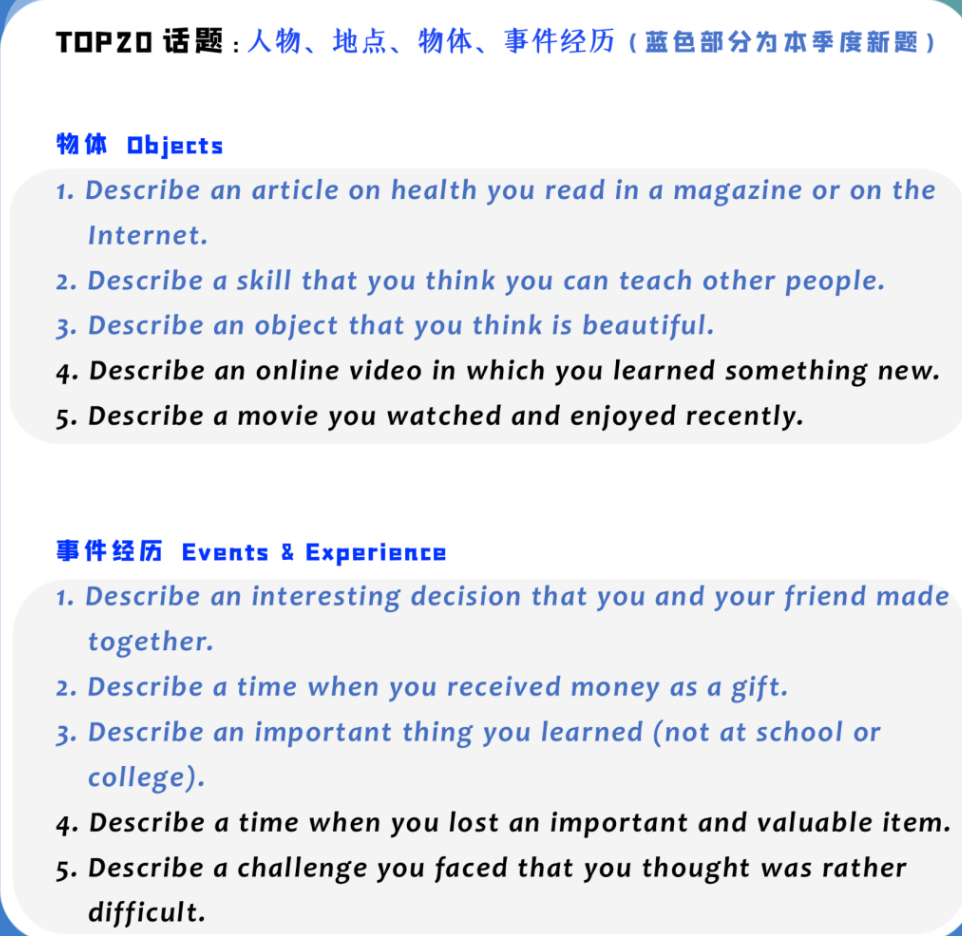 TOP20 话题：人物、地点、物体、事件经历（蓝色部分为本季度新题）
物体 Objects
1. Describe an article on health you read in a magazine or on the
Internet.
2. Describe a skill that you think you can teach other people.
3. Describe an object that you think is beautiful.
4. Describe an online video in which you learned something new.
5. Describe a movie you watched and enjoyed recently.
事件经历 Events & Experience
1. Describe an interesting decision that you and your friend made
together.
2. Describe a time when you received money as a gift.
3. Describe an important thing you learned (not at school or
college).
4. Describe a time when you lost an important and valuable item.
5. Describe a challenge you faced that you thought was rather
difficult.